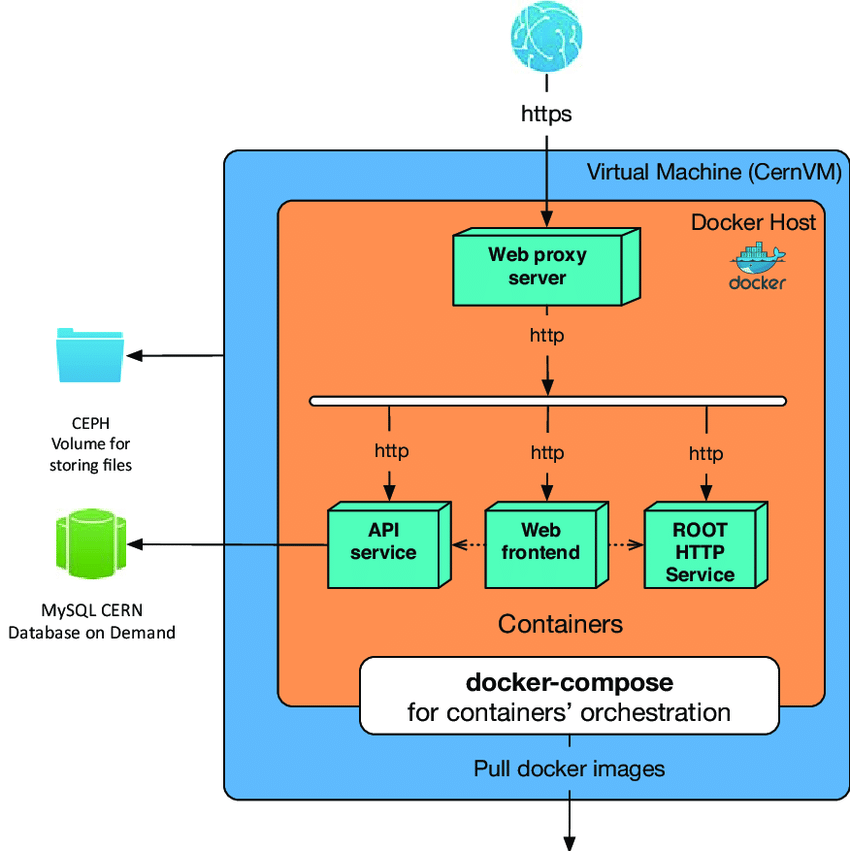 https
Virtual Machine (CernVM)
Docker Host
docker
Web proxy
server
http
http
http
http
CEPH
Volume for
storing files
API
service
Web
frontend
ROOT
HTTP
Service
MySQL CERN
Database on Demand
Containers
docker-compose
for containers’ orchestration
Pull docker images